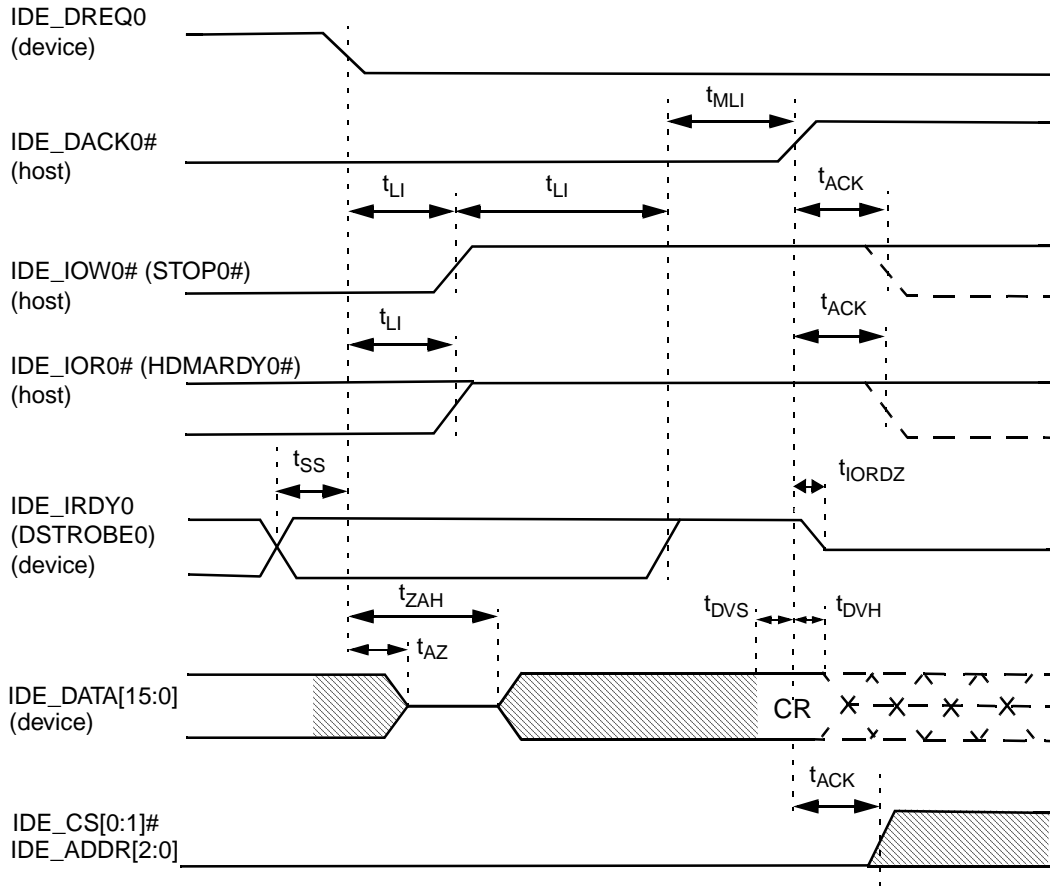 IDE_DREQ0
(device)
tMLI
IDE_DACK0#
(host)
tLI
tLI
tACK
IDE_IOW0# (STOP0#)
(host)
tLI
tACK
IDE_IOR0# (HDMARDY0#)
(host)
tSS
tIORDZ
IDE_IRDY0
(DSTROBE0)
(device)
tZAH
tDVS
tDVH
tAZ
IDE_DATA[15:0]
(device)
CR
tACK
IDE_CS[0:1]#
IDE_ADDR[2:0]